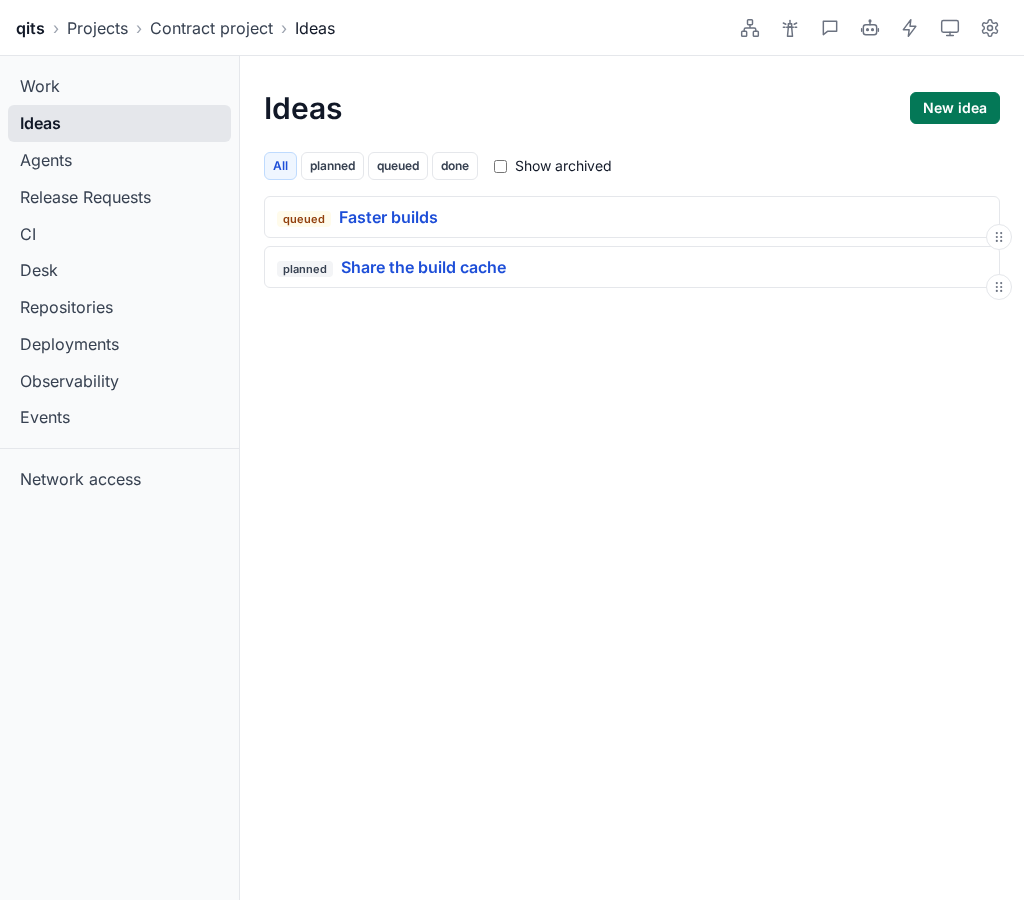 qits › Projects › Contract project › Ideas
Work
Ideas
Agents
Release Requests
CI
Desk
Repositories
Deployments
Observability
Events
Network access
Ideas
New idea
All planned queued done Show archived
queued Faster builds
planned Share the build cache